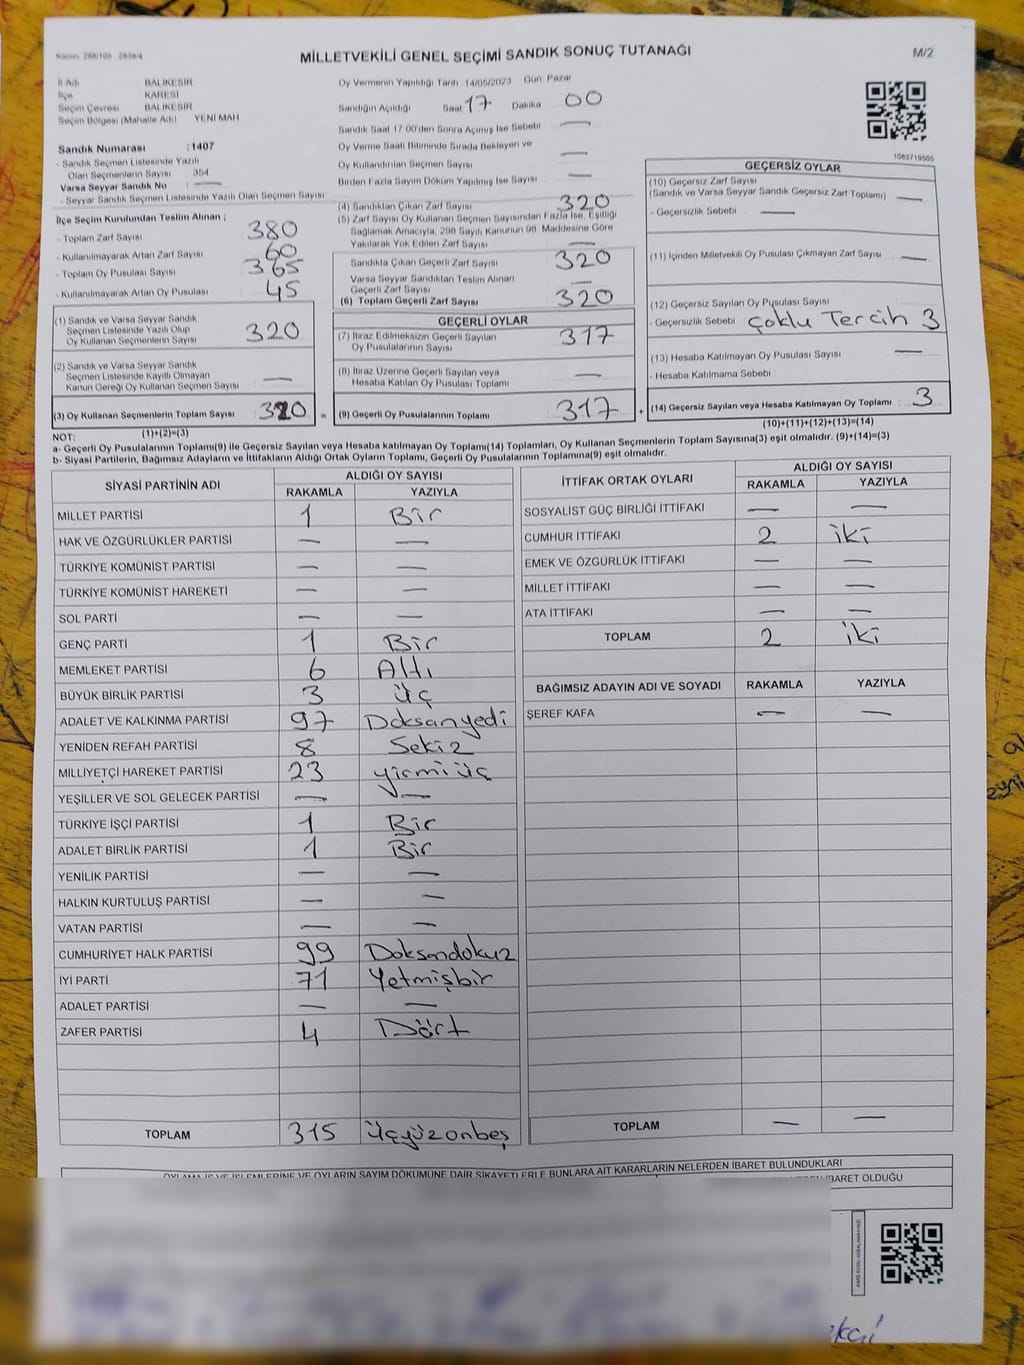 MİLLETVEKİLİ GENEL SEÇİMİ SANDIK SONUÇ TUTANAĞI
M/2
İl Adı BALIKESİR
İlçe KARESİ
Seçim Çevresi BALIKESİR
Seçim Bölgesi (Mahalle Adı) YENİ MAH
Sandık Numarası : 1407
- Sandık Seçmen Listesinde Yazılı
Olan Seçmenlerin Sayısı 354
Varsa Seyyar Sandık No : —
- Seyyar Sandık Seçmen Listesinde Yazılı Olan Seçmen Sayısı
İlçe Seçim Kurulundan Teslim Alınan ;
- Toplam Zarf Sayısı 380
- Kullanılmayarak Artan Zarf Sayısı 60
- Toplam Oy Pusulası Sayısı 365
- Kullanılmayarak Artan Oy Pusulası 45
(1) Sandık ve Varsa Seyyar Sandık
Seçmen Listesinde Yazılı Olup
Oy Kullanan Seçmenlerin Sayısı 320
(2) Sandık ve Varsa Seyyar Sandık
Seçmen Listesinde Kayıtlı Olmayan
Kanun Gereği Oy Kullanan Seçmen Sayısı —
(3) Oy Kullanan Seçmenlerin Toplam Sayısı 320 =
(1)+(2)=(3)
Oy Vermenin Yapıldığı Tarih 14/05/2023 Gün Pazar
Sandığın Açıldığı Saat 17 Dakika 00
Sandık Saat 17:00'den Sonra Açımış İse Sebebi —
Oy Verme Saati Bitiminde Sırada Bekleyen ve
Oy Kullandırılan Seçmen Sayısı —
Birden Fazla Sayım Döküm Yapılmış İse Sayısı —
(4) Sandıktan Çıkan Zarf Sayısı 320
(5) Zarf Sayısı Oy Kullanan Seçmen Sayısından Fazla İse, Eşitliği
Sağlamak Amacıyla, 298 Sayılı Kanunun 98. Maddesine Göre
Yakılarak Yok Edilen Zarf Sayısı —
Sandıkta Çıkan Geçerli Zarf Sayısı 320
Varsa Seyyar Sandıktan Teslim Alınan
Geçerli Zarf Sayısı —
(6) Toplam Geçerli Zarf Sayısı 320
GEÇERLİ OYLAR
(7) İtiraz Edilmeksizin Geçerli Sayılan
Oy Pusulalarının Sayısı 317
(8) İtiraz Üzerine Geçerli Sayılan veya
Hesaba Katılan Oy Pusulası Toplamı —
(9) Geçerli Oy Pusulalarının Toplamı 317 +
1083719505
GEÇERSİZ OYLAR
(10) Geçersiz Zarf Sayısı
(Sandık ve Varsa Seyyar Sandık Geçersiz Zarf Toplamı) —
- Geçersizlik Sebebi : —
(11) İçinden Milletvekili Oy Pusulası Çıkmayan Zarf Sayısı —
(12) Geçersiz Sayılan Oy Pusulası Sayısı
- Geçersizlik Sebebi : Çoklu Tercih 3
(13) Hesaba Katılmayan Oy Pusulası Sayısı —
- Hesaba Katılmama Sebebi :
(14) Geçersiz Sayılan veya Hesaba Katılmayan Oy Toplamı : 3
(10)+(11)+(12)+(13)=(14)
NOT:
a- Geçerli Oy Pusulalarının Toplamı(9) ile Geçersiz Sayılan veya Hesaba katılmayan Oy Toplamı(14) Toplamları, Oy Kullanan Seçmenlerin Toplam Sayısına(3) eşit olmalıdır. (9)+(14)=(3)
b- Siyasi Partilerin, Bağımsız Adayların ve İttifakların Aldığı Ortak Oyların Toplamı, Geçerli Oy Pusulalarının Toplamına(9) eşit olmalıdır.
SİYASİ PARTİNİN ADI ALDIĞI OY SAYISI
RAKAMLA YAZIYLA
MİLLET PARTİSİ 1 Bir
HAK VE ÖZGÜRLÜKLER PARTİSİ — —
TÜRKİYE KOMÜNİST PARTİSİ — —
TÜRKİYE KOMÜNİST HAREKETİ — —
SOL PARTİ — —
GENÇ PARTİ 1 Bir
MEMLEKET PARTİSİ 6 Altı
BÜYÜK BİRLİK PARTİSİ 3 üç
ADALET VE KALKINMA PARTİSİ 97 Doksanyedi
YENİDEN REFAH PARTİSİ 8 Sekiz
MİLLİYETÇİ HAREKET PARTİSİ 23 yirmiüç
YEŞİLLER VE SOL GELECEK PARTİSİ — —
TÜRKİYE İŞÇİ PARTİSİ 1 Bir
ADALET BİRLİK PARTİSİ 1 Bir
YENİLİK PARTİSİ — —
HALKIN KURTULUŞ PARTİSİ — —
VATAN PARTİSİ — —
CUMHURİYET HALK PARTİSİ 99 Doksandokuz
İYİ PARTİ 71 Yetmişbir
ADALET PARTİSİ — —
ZAFER PARTİSİ 4 Dört
TOPLAM 315 üçyüzonbeş
İTTİFAK ORTAK OYLARI ALDIĞI OY SAYISI
RAKAMLA YAZIYLA
SOSYALİST GÜÇ BİRLİĞİ İTTİFAKI — —
CUMHUR İTTİFAKI 2 iki
EMEK VE ÖZGÜRLÜK İTTİFAKI — —
MİLLET İTTİFAKI — —
ATA İTTİFAKI — —
TOPLAM 2 iki
BAĞIMSIZ ADAYIN ADI VE SOYADI RAKAMLA YAZIYLA
ŞEREF KAFA — —
TOPLAM — —
OYLAMA İŞ VE İŞLEMLERİNE VE OYLARIN SAYIM DÖKÜMÜNE DAİR ŞİKAYETLERLE BUNLARA AİT KARARLARIN NELERDEN İBARET BULUNDUKLARI
İBARET OLDUĞU